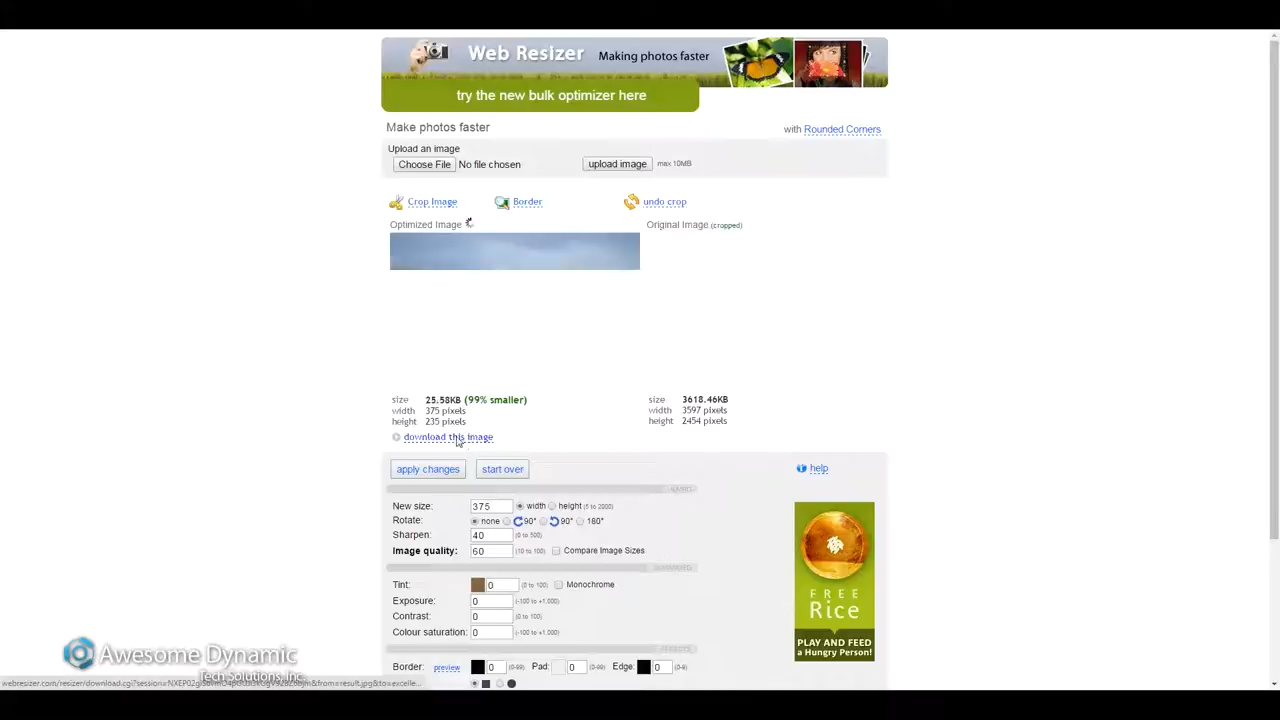 Web Resizer Making photos faster
try the new bulk optimizer here
Make photos faster
with Rounded Corners
Upload an image
Choose File No file chosen
upload image max 10MB
Crop Image
Border
undo crop
Optimized Image
Original Image (cropped)
size 25.58KB (99% smaller)
width 375 pixels
height 235 pixels
size 3618.46KB
width 3597 pixels
height 2454 pixels
download this image
apply changes
start over
help
New size: 375 width height (5 to 2000)
Rotate: none 90° 90° 180°
Sharpen: 40 (0 to 500)
Image quality: 60 (10 to 100) Compare Image Sizes
Tint: 0 (0 to 100) Monochrome
Exposure: 0 (-100 to +1,000)
Contrast: 0 (0 to 100)
Colour saturation: 0 (-100 to +1,000)
Border: preview 0 (0-99) Pad: 0 (0-99) Edge: 0 (0-9)
FREE
Rice
PLAY AND FEED
a Hungry Person!
Awesome Dynamic
Tech Solutions Inc.